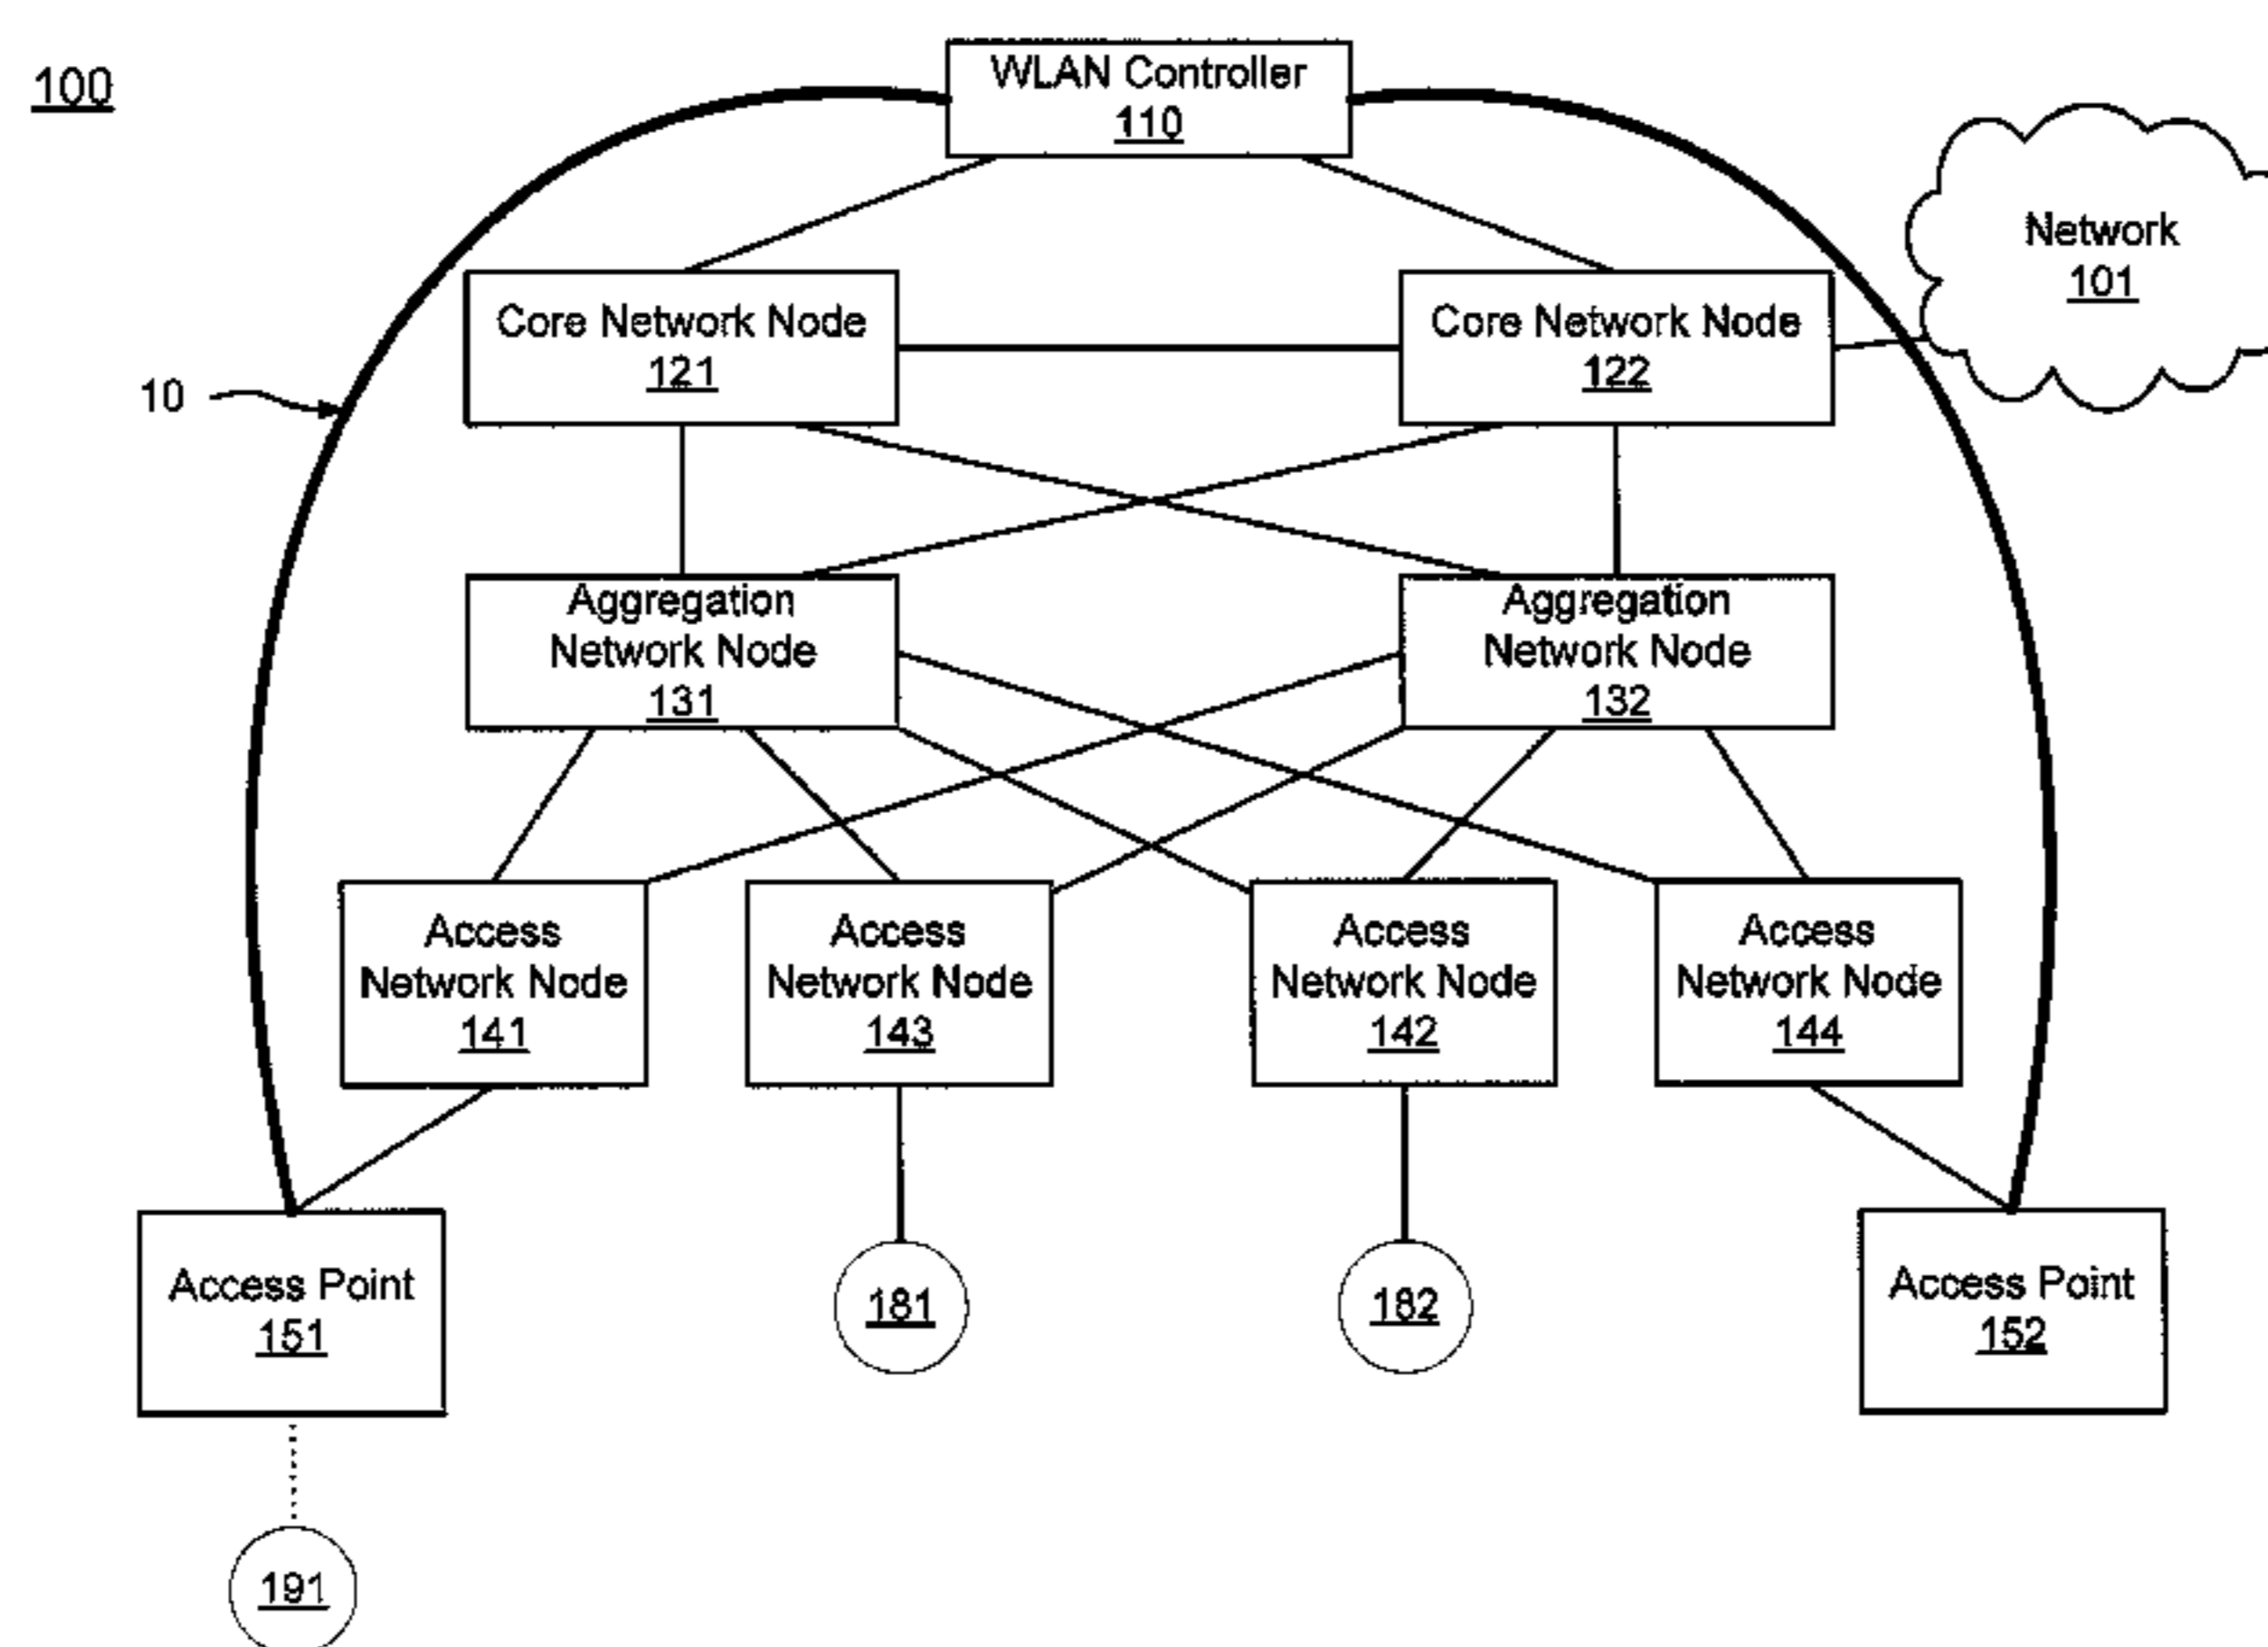 100
WLAN Controller
110
Network
101
Core Network Node
121
Core Network Node
122
10
Aggregation
Network Node
131
Aggregation
Network Node
132
Access
Network Node
141
Access
Network Node
143
Access
Network Node
142
Access
Network Node
144
Access Point
151
181
182
Access Point
152
191